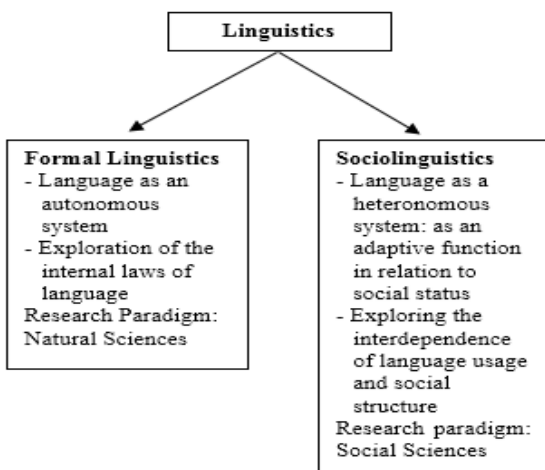 Linguistics
Formal Linguistics
- Language as an
autonomous
system
- Exploration of the
internal laws of
language
Research Paradigm:
Natural Sciences
Sociolinguistics
- Language as a
heteronomous
system: as an
adaptive function
in relation to
social status
- Exploring the
interdependence
of language usage
and social
structure
Research paradigm:
Social Sciences